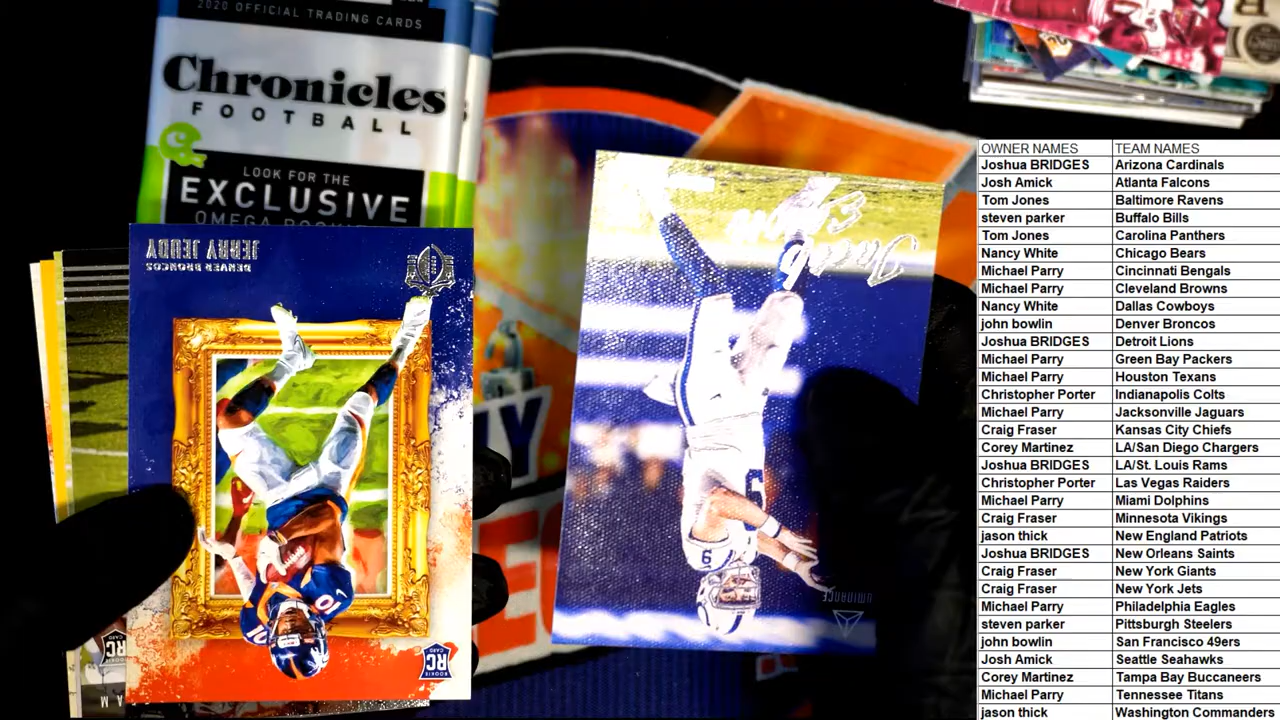 2020 OFFICIAL TRADING CARDS
Chronicles
FOOTBALL
LOOK FOR THE
EXCLUSIVE
JERRY JEUDY
DENVER BRONCOS
10
RC
ROOKIE CARD
RC
9
9
OWNER NAMES TEAM NAMES
Joshua BRIDGES Arizona Cardinals
Josh Amick Atlanta Falcons
Tom Jones Baltimore Ravens
steven parker Buffalo Bills
Tom Jones Carolina Panthers
Nancy White Chicago Bears
Michael Parry Cincinnati Bengals
Michael Parry Cleveland Browns
Nancy White Dallas Cowboys
john bowlin Denver Broncos
Joshua BRIDGES Detroit Lions
Michael Parry Green Bay Packers
Michael Parry Houston Texans
Christopher Porter Indianapolis Colts
Michael Parry Jacksonville Jaguars
Craig Fraser Kansas City Chiefs
Corey Martinez LA/San Diego Chargers
Joshua BRIDGES LA/St. Louis Rams
Christopher Porter Las Vegas Raiders
Michael Parry Miami Dolphins
Craig Fraser Minnesota Vikings
jason thick New England Patriots
Joshua BRIDGES New Orleans Saints
Craig Fraser New York Giants
Craig Fraser New York Jets
Michael Parry Philadelphia Eagles
steven parker Pittsburgh Steelers
john bowlin San Francisco 49ers
Josh Amick Seattle Seahawks
Corey Martinez Tampa Bay Buccaneers
Michael Parry Tennessee Titans
jason thick Washington Commanders